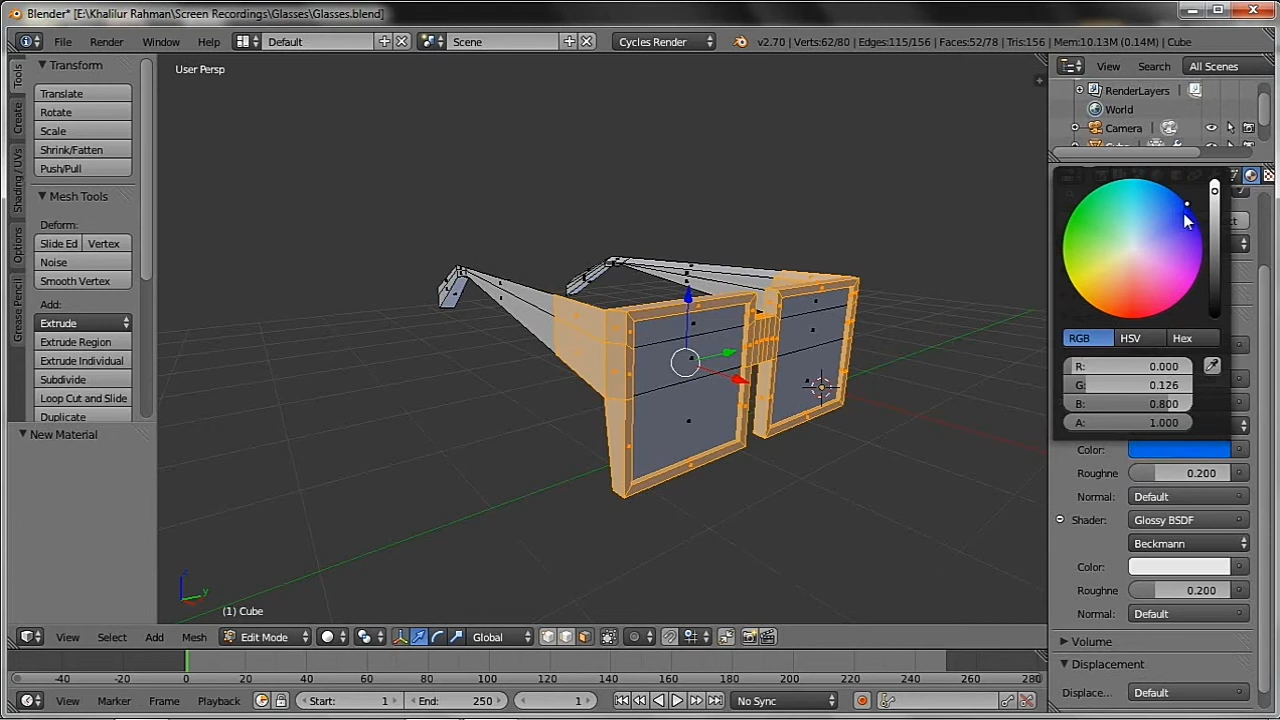 Blender* [E:\Khalilur Rahman\Screen Recordings\Glasses\Glasses.blend]
File Render Window Help Default Scene Cycles Render v2.70 | Verts:62/80 | Edges:115/156 | Faces:52/78 | Tris:156 | Mem:10.13M (0.14M) | Cube
Tools
Create
Shading / UVs
Options
Grease Pencil
Transform
Translate
Rotate
Scale
Shrink/Fatten
Push/Pull
Mesh Tools
Deform:
Slide Ed Vertex
Noise
Smooth Vertex
Add:
Extrude
Extrude Region
Extrude Individual
Subdivide
Loop Cut and Slide
Duplicate
New Material
User Persp
(1) Cube
View Search All Scenes
RenderLayers
World
Camera
RGB HSV Hex
R: 0.000
G: 0.126
B: 0.800
A: 1.000
Color:
Roughne 0.200
Normal: Default
Shader: Glossy BSDF
Beckmann
Color:
Roughne 0.200
Normal: Default
Volume
Displacement
Displace... Default
View Select Add Mesh Edit Mode Global
-40 -20 0 20 40 60 80 100 120 140 160 180 200 220 240 260 280
View Marker Frame Playback Start: 1 End: 250 1 No Sync